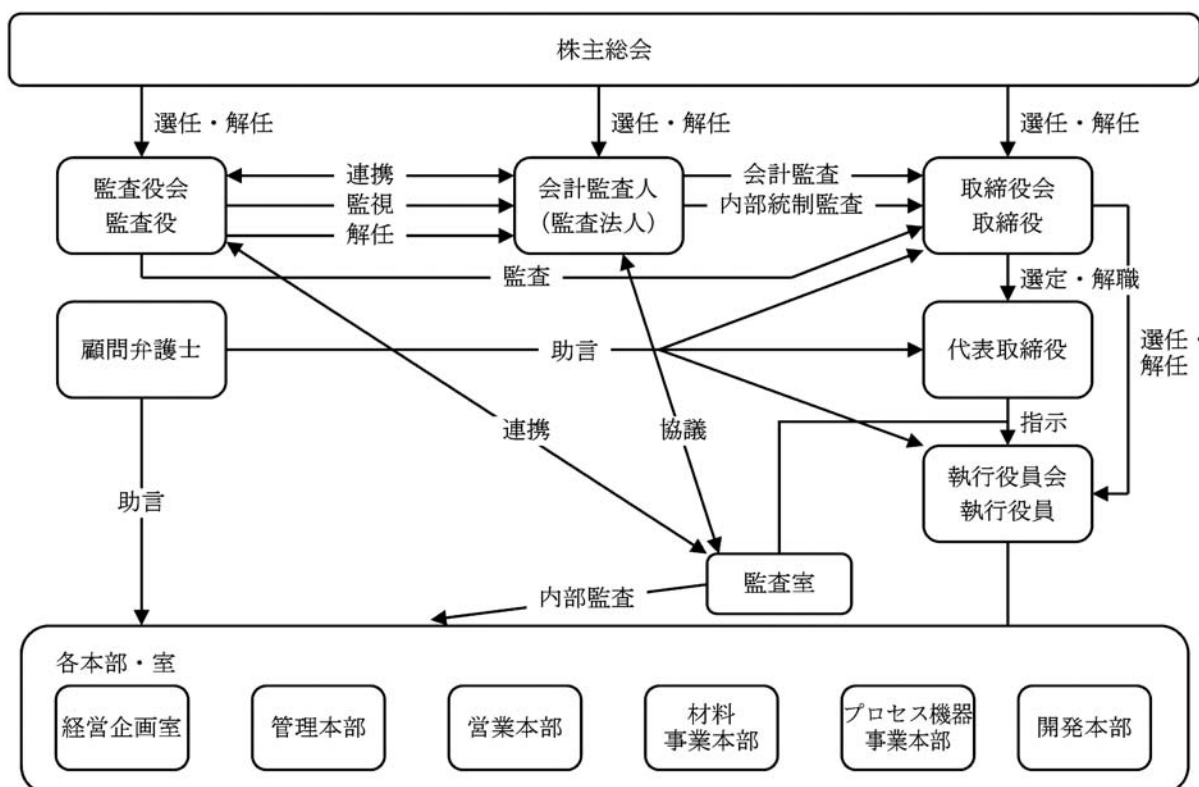 株主総会
選任・解任
選任・解任
選任・解任
監査役会
監査役
連携
監視
解任
会計監査人
（監査法人）
会計監査
内部統制監査
取締役会
取締役
監査
選定・解職
顧問弁護士
助言
代表取締役
選任・
解任
連携
協議
指示
執行役員会
執行役員
助言
監査室
内部監査
各本部・室
経営企画室
管理本部
営業本部
材料
事業本部
プロセス機器
事業本部
開発本部